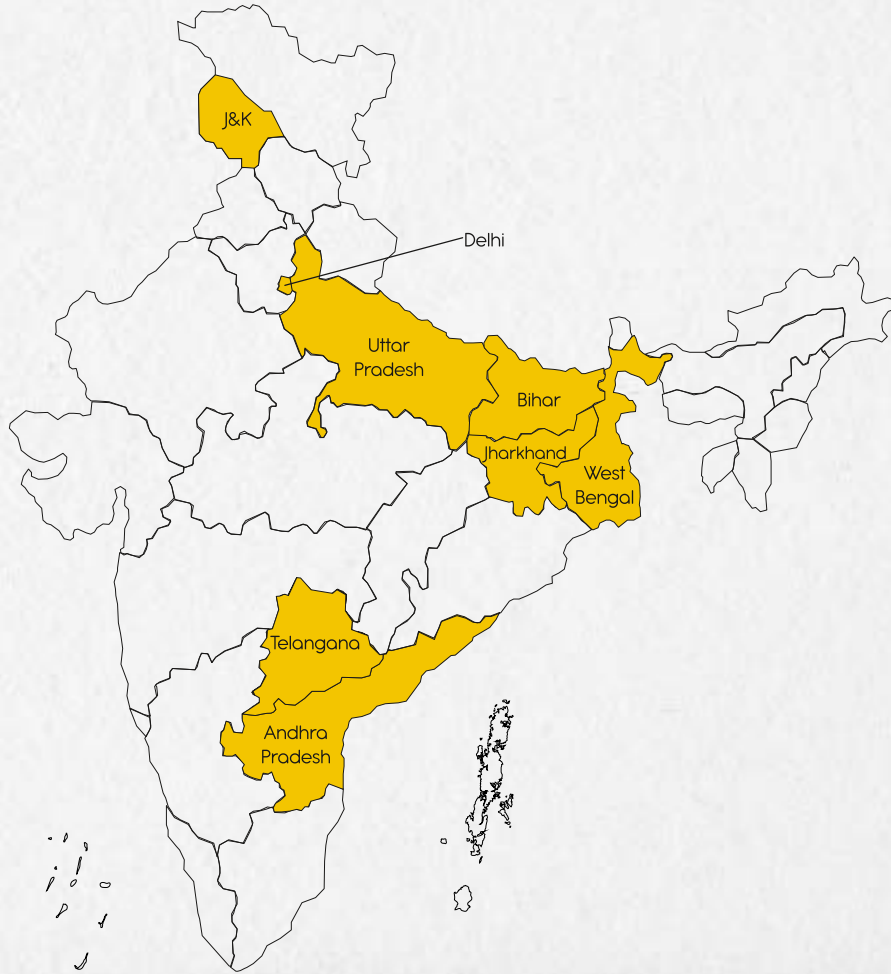 J&K
Delhi
Uttar
Pradesh
Bihar
Jharkhand
West
Bengal
Telangana
Andhra
Pradesh